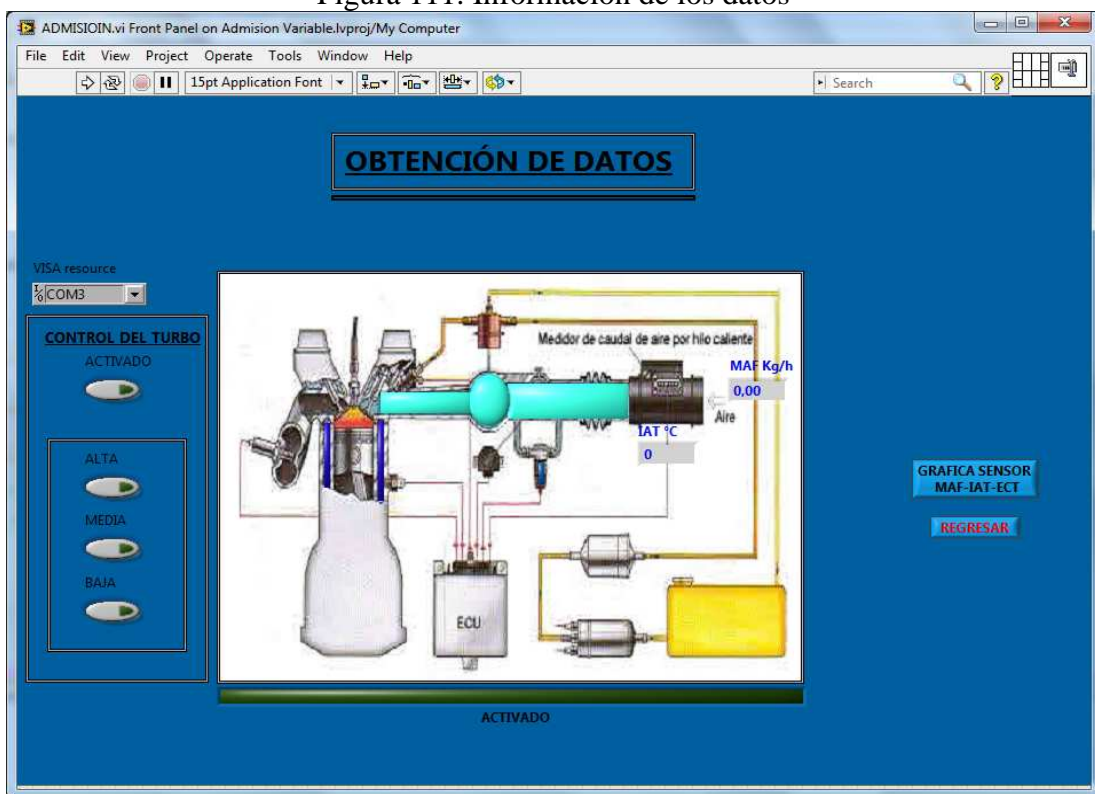 Figura 111. Información de los datos
ADMISIOIN.vi Front Panel on Admision Variable.lvproj/My Computer
File Edit View Project Operate Tools Window Help
15pt Application Font
Search
OBTENCIÓN DE DATOS
VISA resource
COM3
CONTROL DEL TURBO
ACTIVADO
ALTA
MEDIA
BAJA
Medidor de caudal de aire por hilo caliente
MAF Kg/h
0,00
Aire
IAT °C
0
ECU
GRAFICA SENSOR
MAF-IAT-ECT
REGRESAR
ACTIVADO